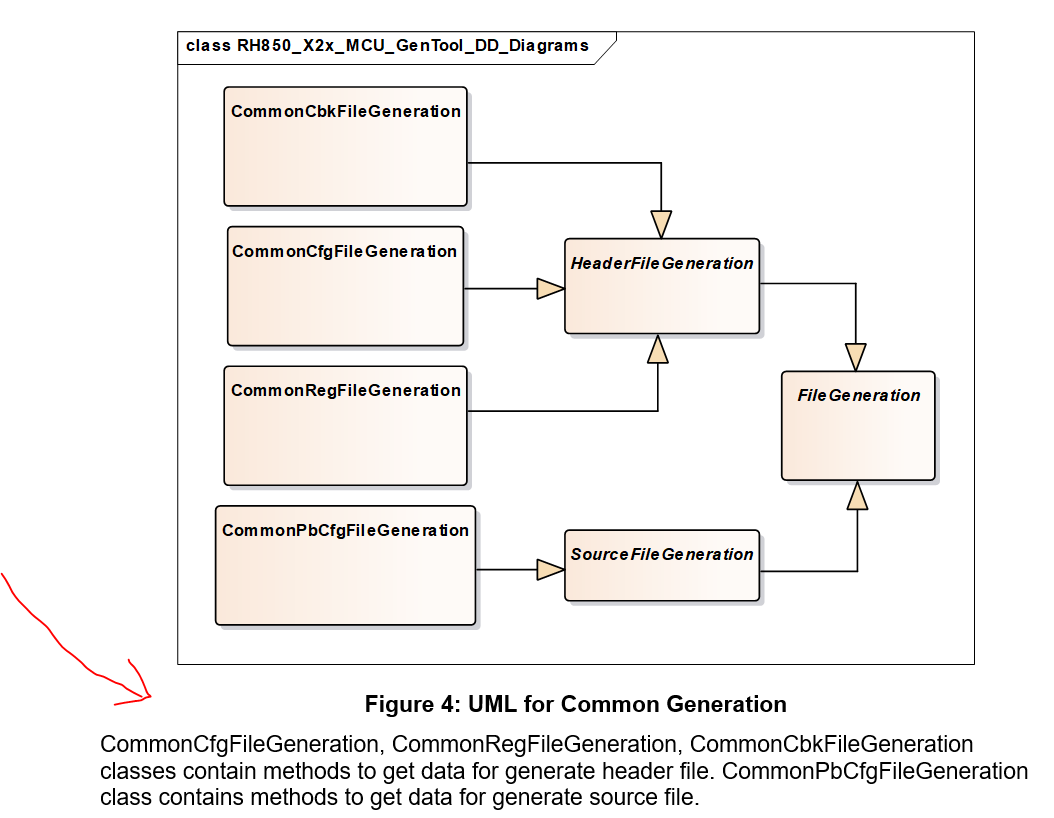 class RH850_X2x_MCU_GenTool_DD_Diagrams
CommonCbkFileGeneration
CommonCfgFileGeneration
HeaderFileGeneration
CommonRegFileGeneration
FileGeneration
CommonPbCfgFileGeneration
SourceFileGeneration
Figure 4: UML for Common Generation
CommonCfgFileGeneration, CommonRegFileGeneration, CommonCbkFileGeneration
classes contain methods to get data for generate header file. CommonPbCfgFileGeneration
class contains methods to get data for generate source file.